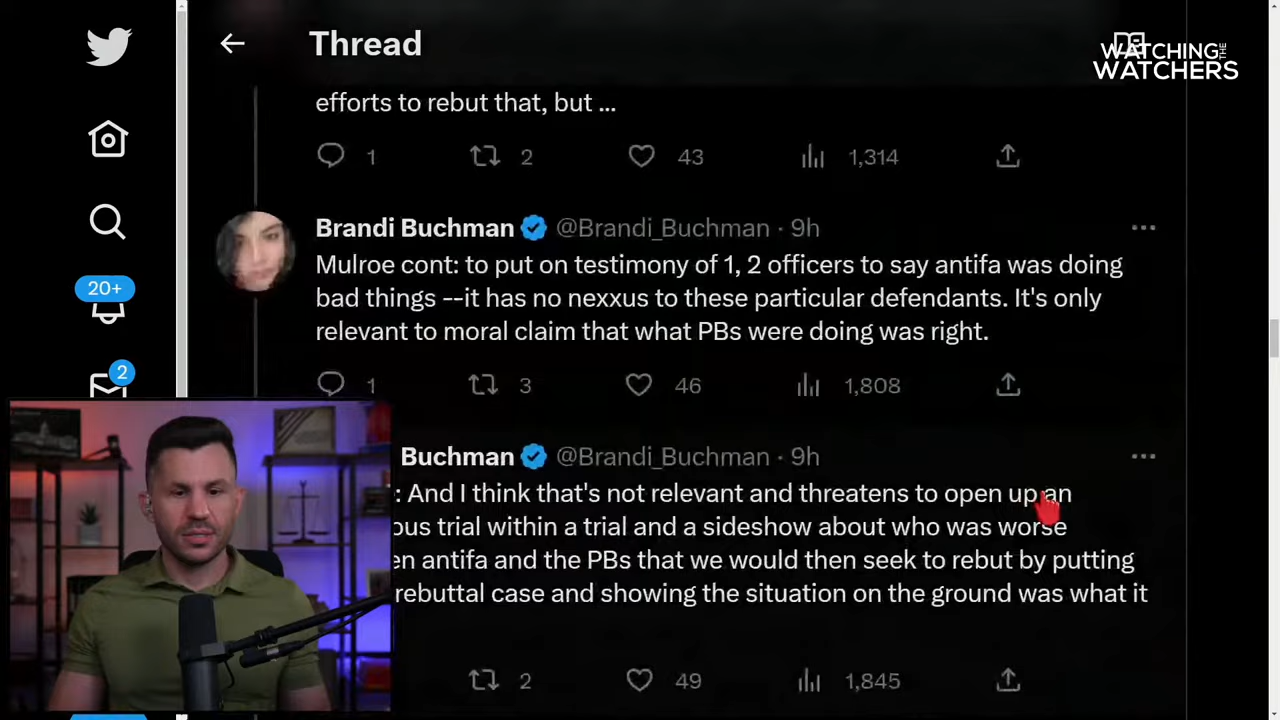 Thread
WATCHING THE
WATCHERS
efforts to rebut that, but ...
1 2 43 1,314
Brandi Buchman @Brandi_Buchman · 9h
Mulroe cont: to put on testimony of 1, 2 officers to say antifa was doing
bad things --it has no nexxus to these particular defendants. It's only
relevant to moral claim that what PBs were doing was right.
20+
1 3 46 1,808
2
Buchman @Brandi_Buchman · 9h
: And I think that's not relevant and threatens to open up an
ous trial within a trial and a sideshow about who was worse
en antifa and the PBs that we would then seek to rebut by putting
rebuttal case and showing the situation on the ground was what it
2 49 1,845